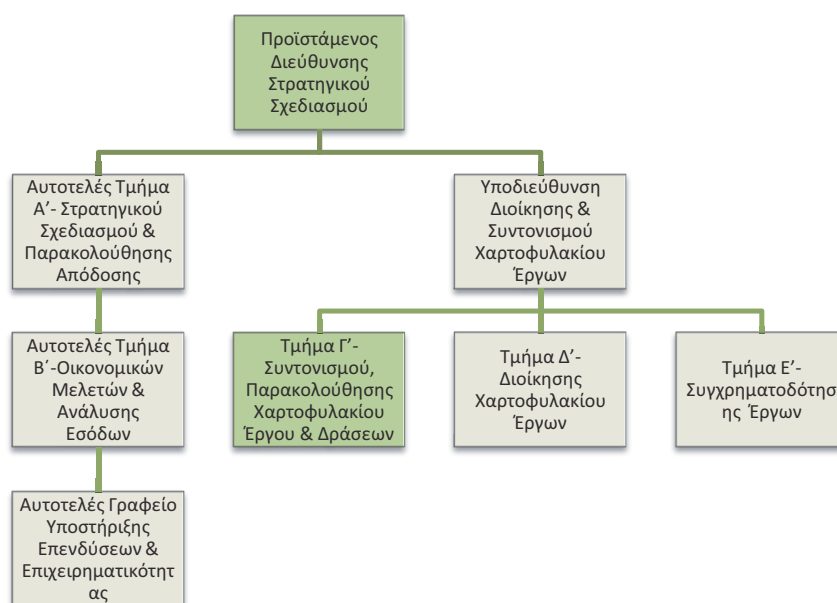 Προϊστάμενος
Διεύθυνσης
Στρατηγικού
Σχεδιασμού
Αυτοτελές Τμήμα
Α’- Στρατηγικού
Σχεδιασμού &
Παρακολούθησης
Απόδοσης
Υποδιεύθυνση
Διοίκησης &
Συντονισμού
Χαρτοφυλακίου
Έργων
Αυτοτελές Τμήμα
Β΄-Οικονομικών
Μελετών &
Ανάλυσης
Εσόδων
Τμήμα Γ’-
Συντονισμού,
Παρακολούθησης
Χαρτοφυλακίου
Έργου & Δράσεων
Τμήμα Δ’-
Διοίκησης
Χαρτοφυλακίου
Έργων
Τμήμα Ε’-
Συγχρηματοδότησ
ης Έργων
Αυτοτελές Γραφείο
Υποστήριξης
Επενδύσεων &
Επιχειρηματικότητ
ας